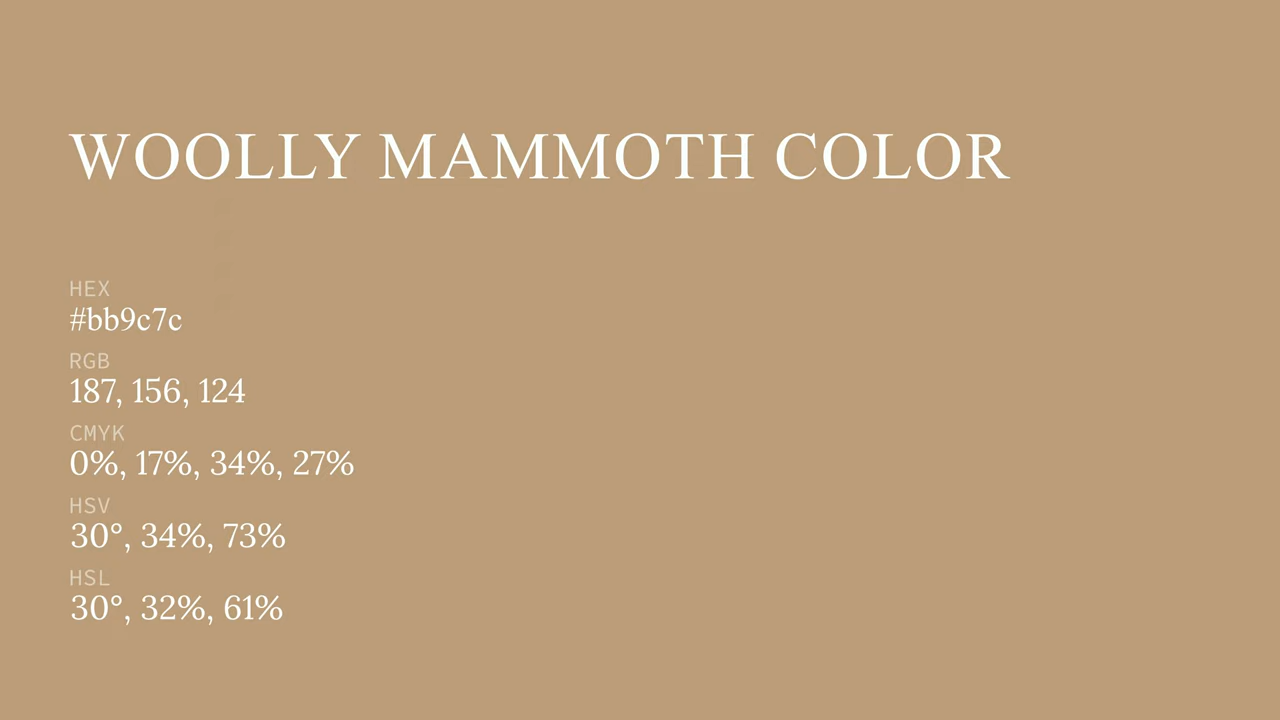 WOOLLY MAMMOTH COLOR
HEX
#bb9c7c
RGB
187, 156, 124
CMYK
0%, 17%, 34%, 27%
HSV
30°, 34%, 73%
HSL
30°, 32%, 61%